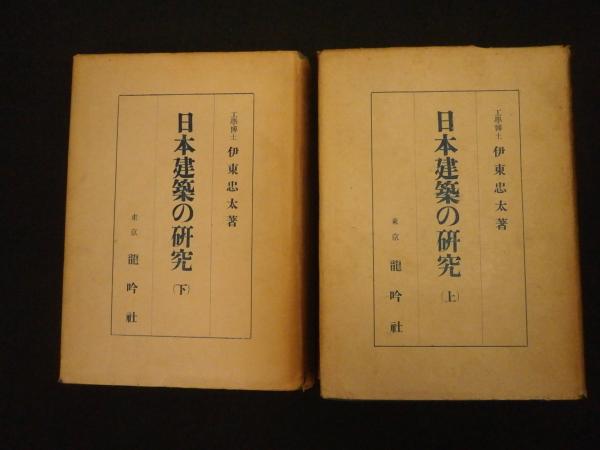 工學博士 伊東忠太著
日本建築の研究(上)
東京 龍吟社
工學博士 伊東忠太著
日本建築の研究(下)
東京 龍吟社